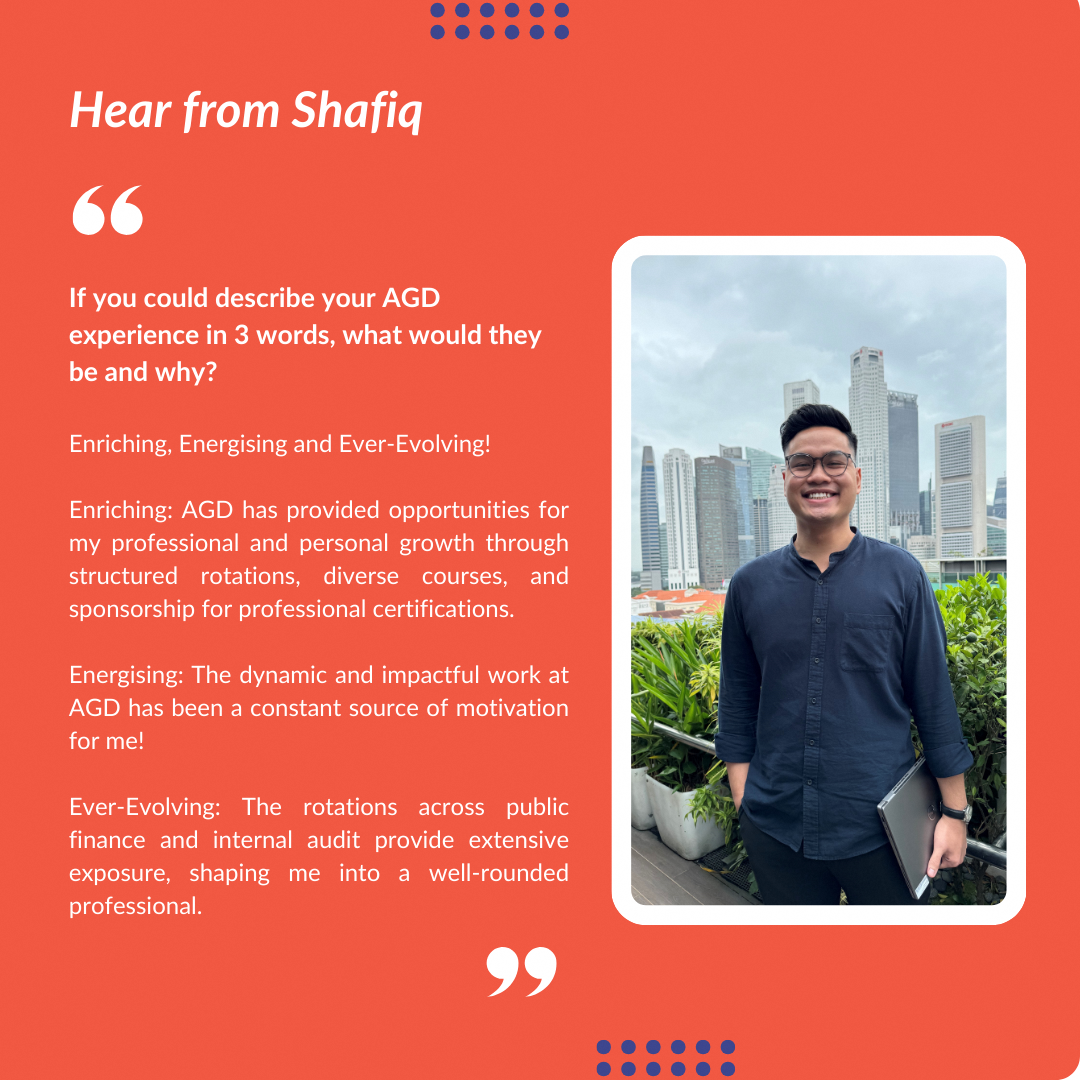 Hear from Shafiq
“
If you could describe your AGD
experience in 3 words, what would they
be and why?
Enriching, Energising and Ever-Evolving!
Enriching: AGD has provided opportunities for
my professional and personal growth through
structured rotations, diverse courses, and
sponsorship for professional certifications.
Energising: The dynamic and impactful work at
AGD has been a constant source of motivation
for me!
Ever-Evolving: The rotations across public
finance and internal audit provide extensive
exposure, shaping me into a well-rounded
professional.
”